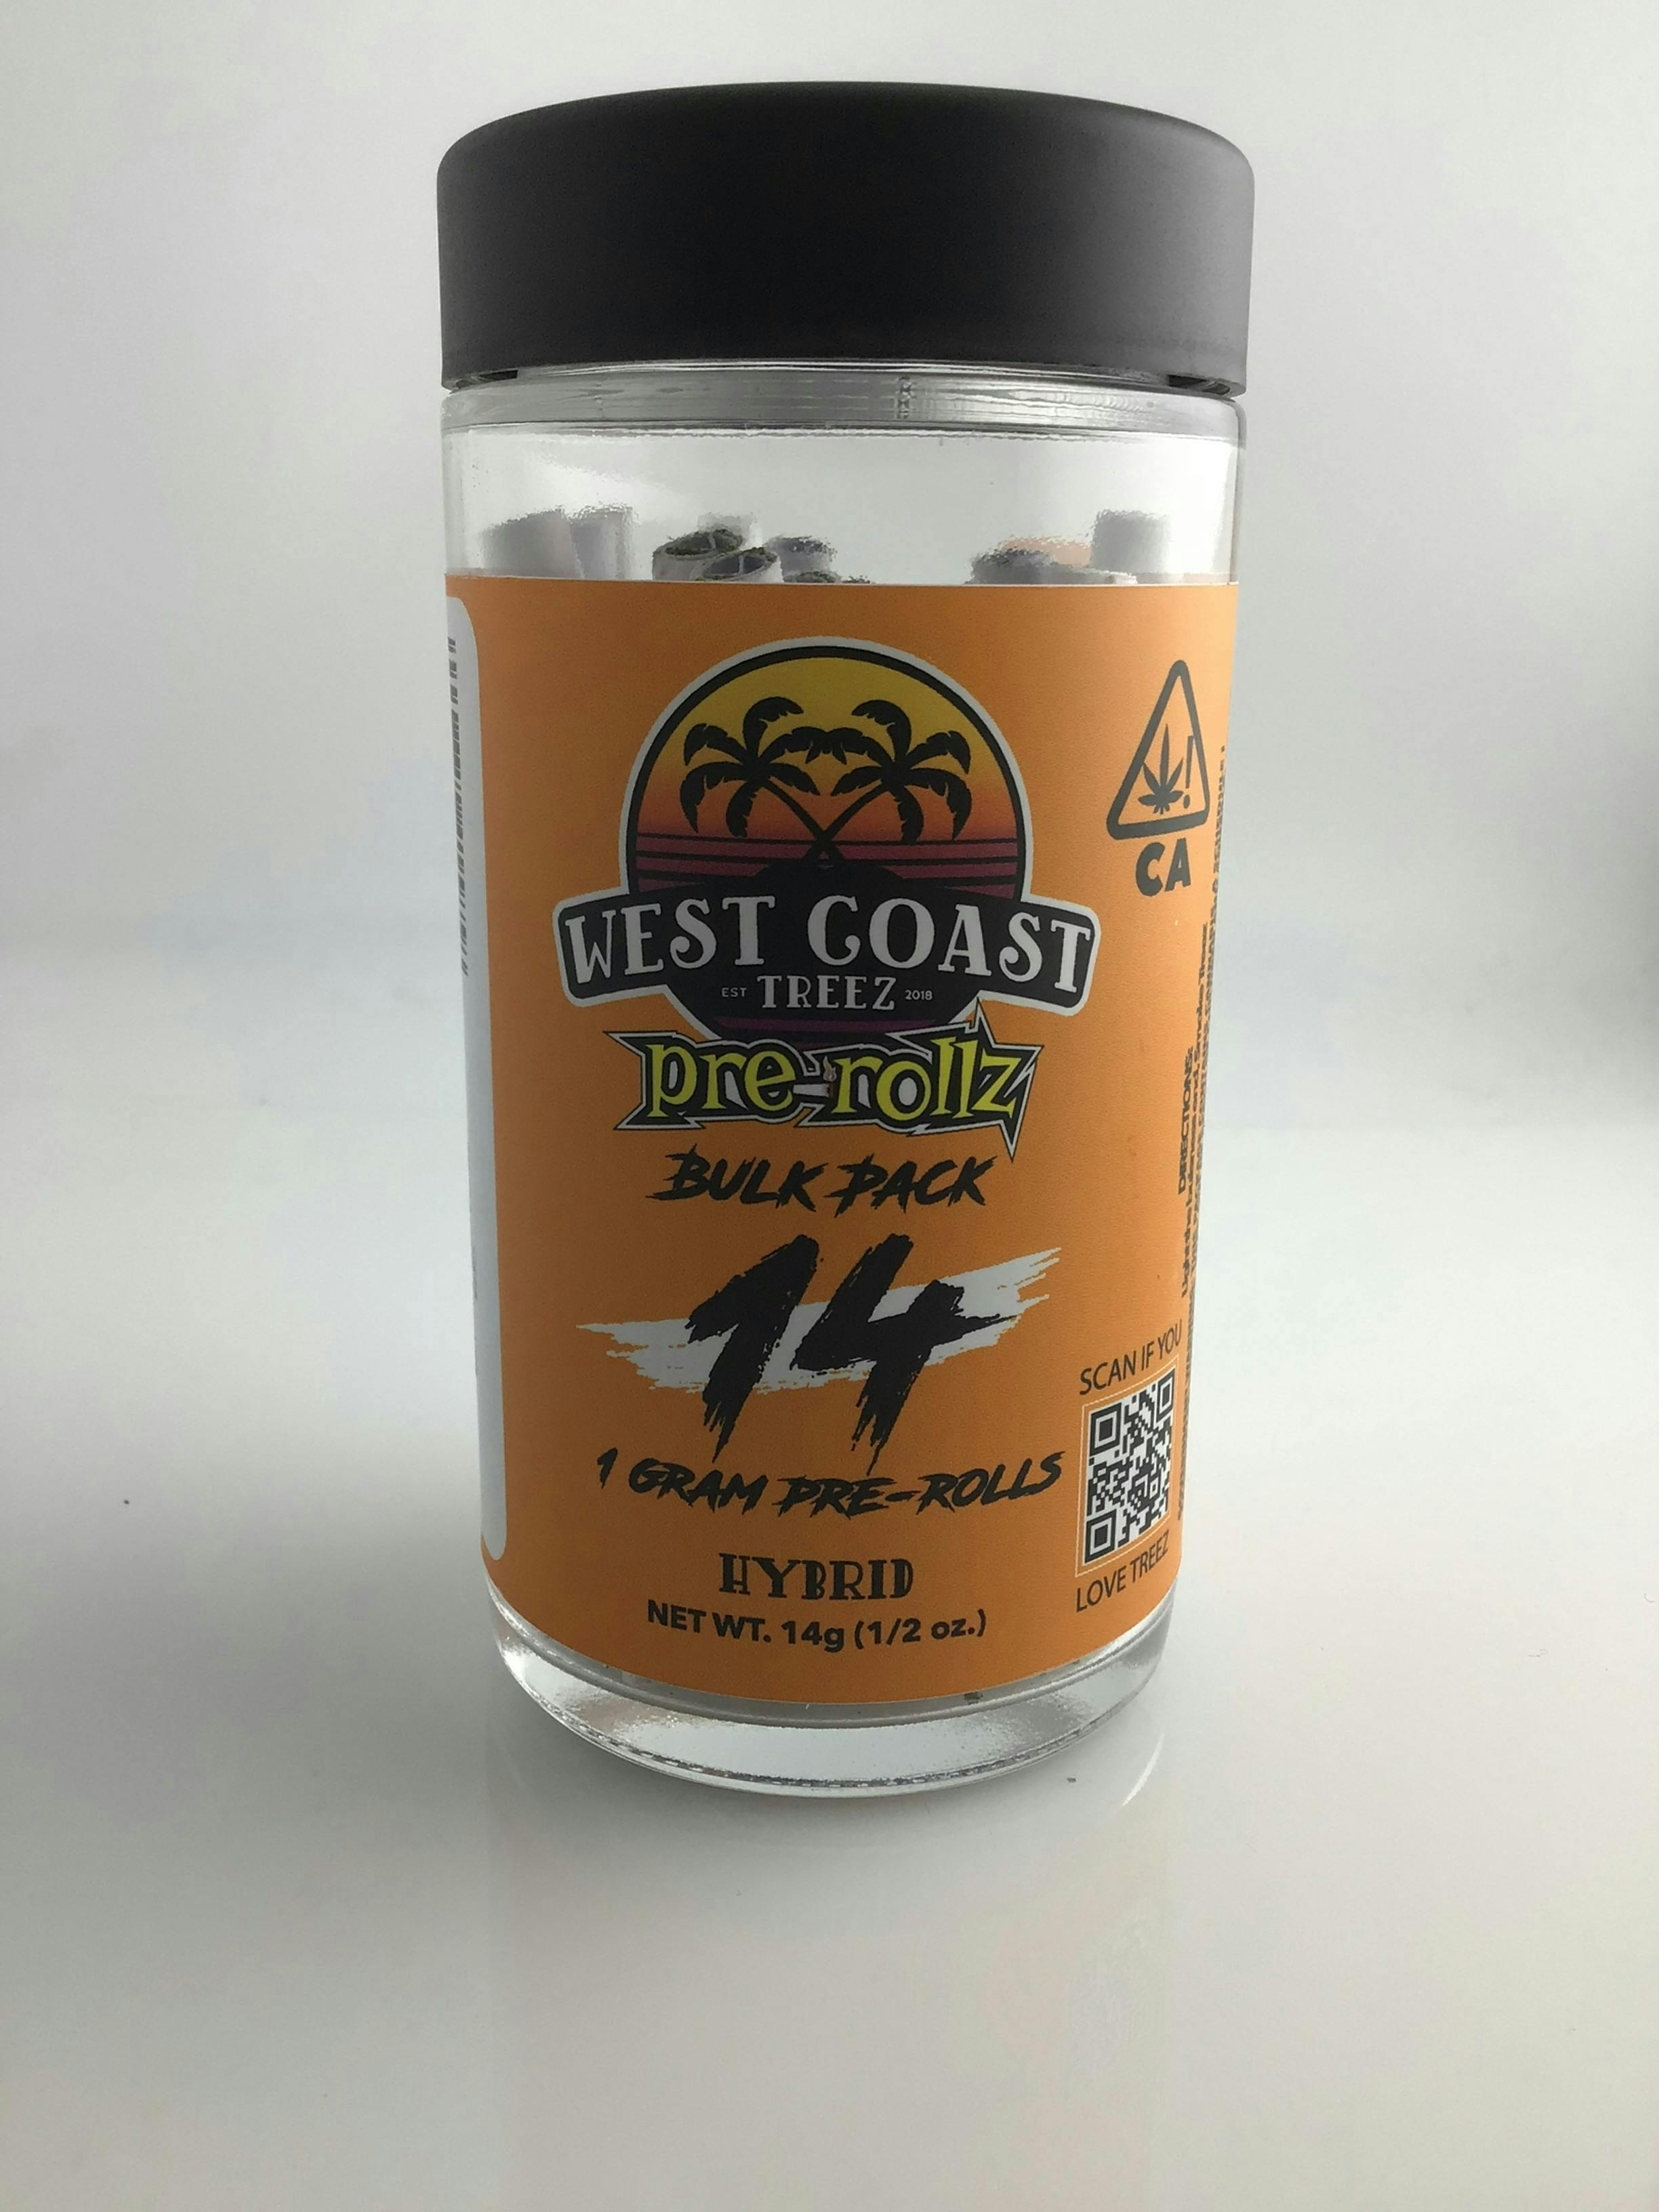 WEST COAST
EST TREEZ 2018
pre-rollz
BULK PACK
14
1 GRAM PRE-ROLLS
HYBRID
NET WT. 14g (1/2 oz.)
!
CA
SCAN IF YOU
LOVE TREEZ
DIRECTIONS: